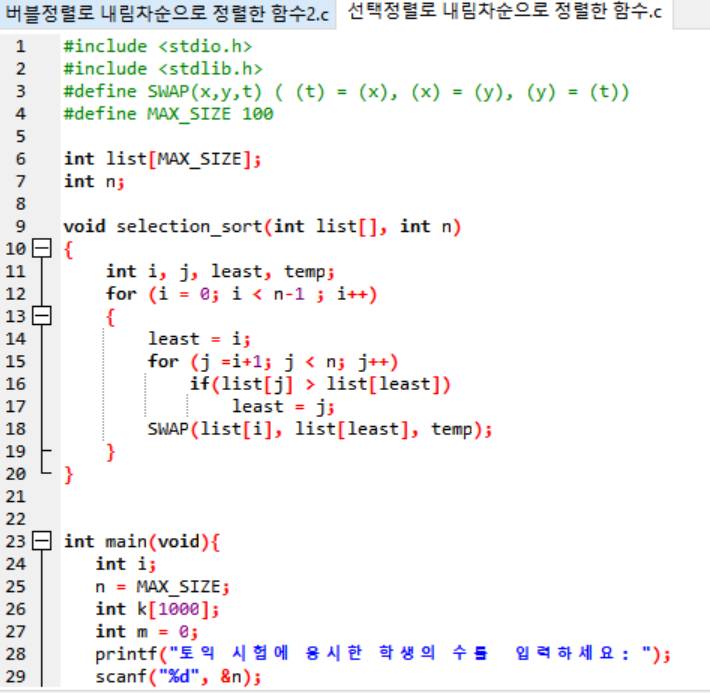 버블정렬로 내림차순으로 정렬한 함수2.c 선택정렬로 내림차순으로 정렬한 함수.c
1 #include <stdio.h>
2 #include <stdlib.h>
3 #define SWAP(x,y,t) ( (t) = (x), (x) = (y), (y) = (t))
4 #define MAX_SIZE 100
5
6 int list[MAX_SIZE];
7 int n;
8
9 void selection_sort(int list[], int n)
10 {
11 int i, j, least, temp;
12 for (i = 0; i < n-1 ; i++)
13 {
14 least = i;
15 for (j =i+1; j < n; j++)
16 if(list[j] > list[least])
17 least = j;
18 SWAP(list[i], list[least], temp);
19 }
20 }
21
22
23 int main(void){
24 int i;
25 n = MAX_SIZE;
26 int k[1000];
27 int m = 0;
28 printf("토익 시험에 응시한 학생의 수를 입력하세요: ");
29 scanf("%d", &n);